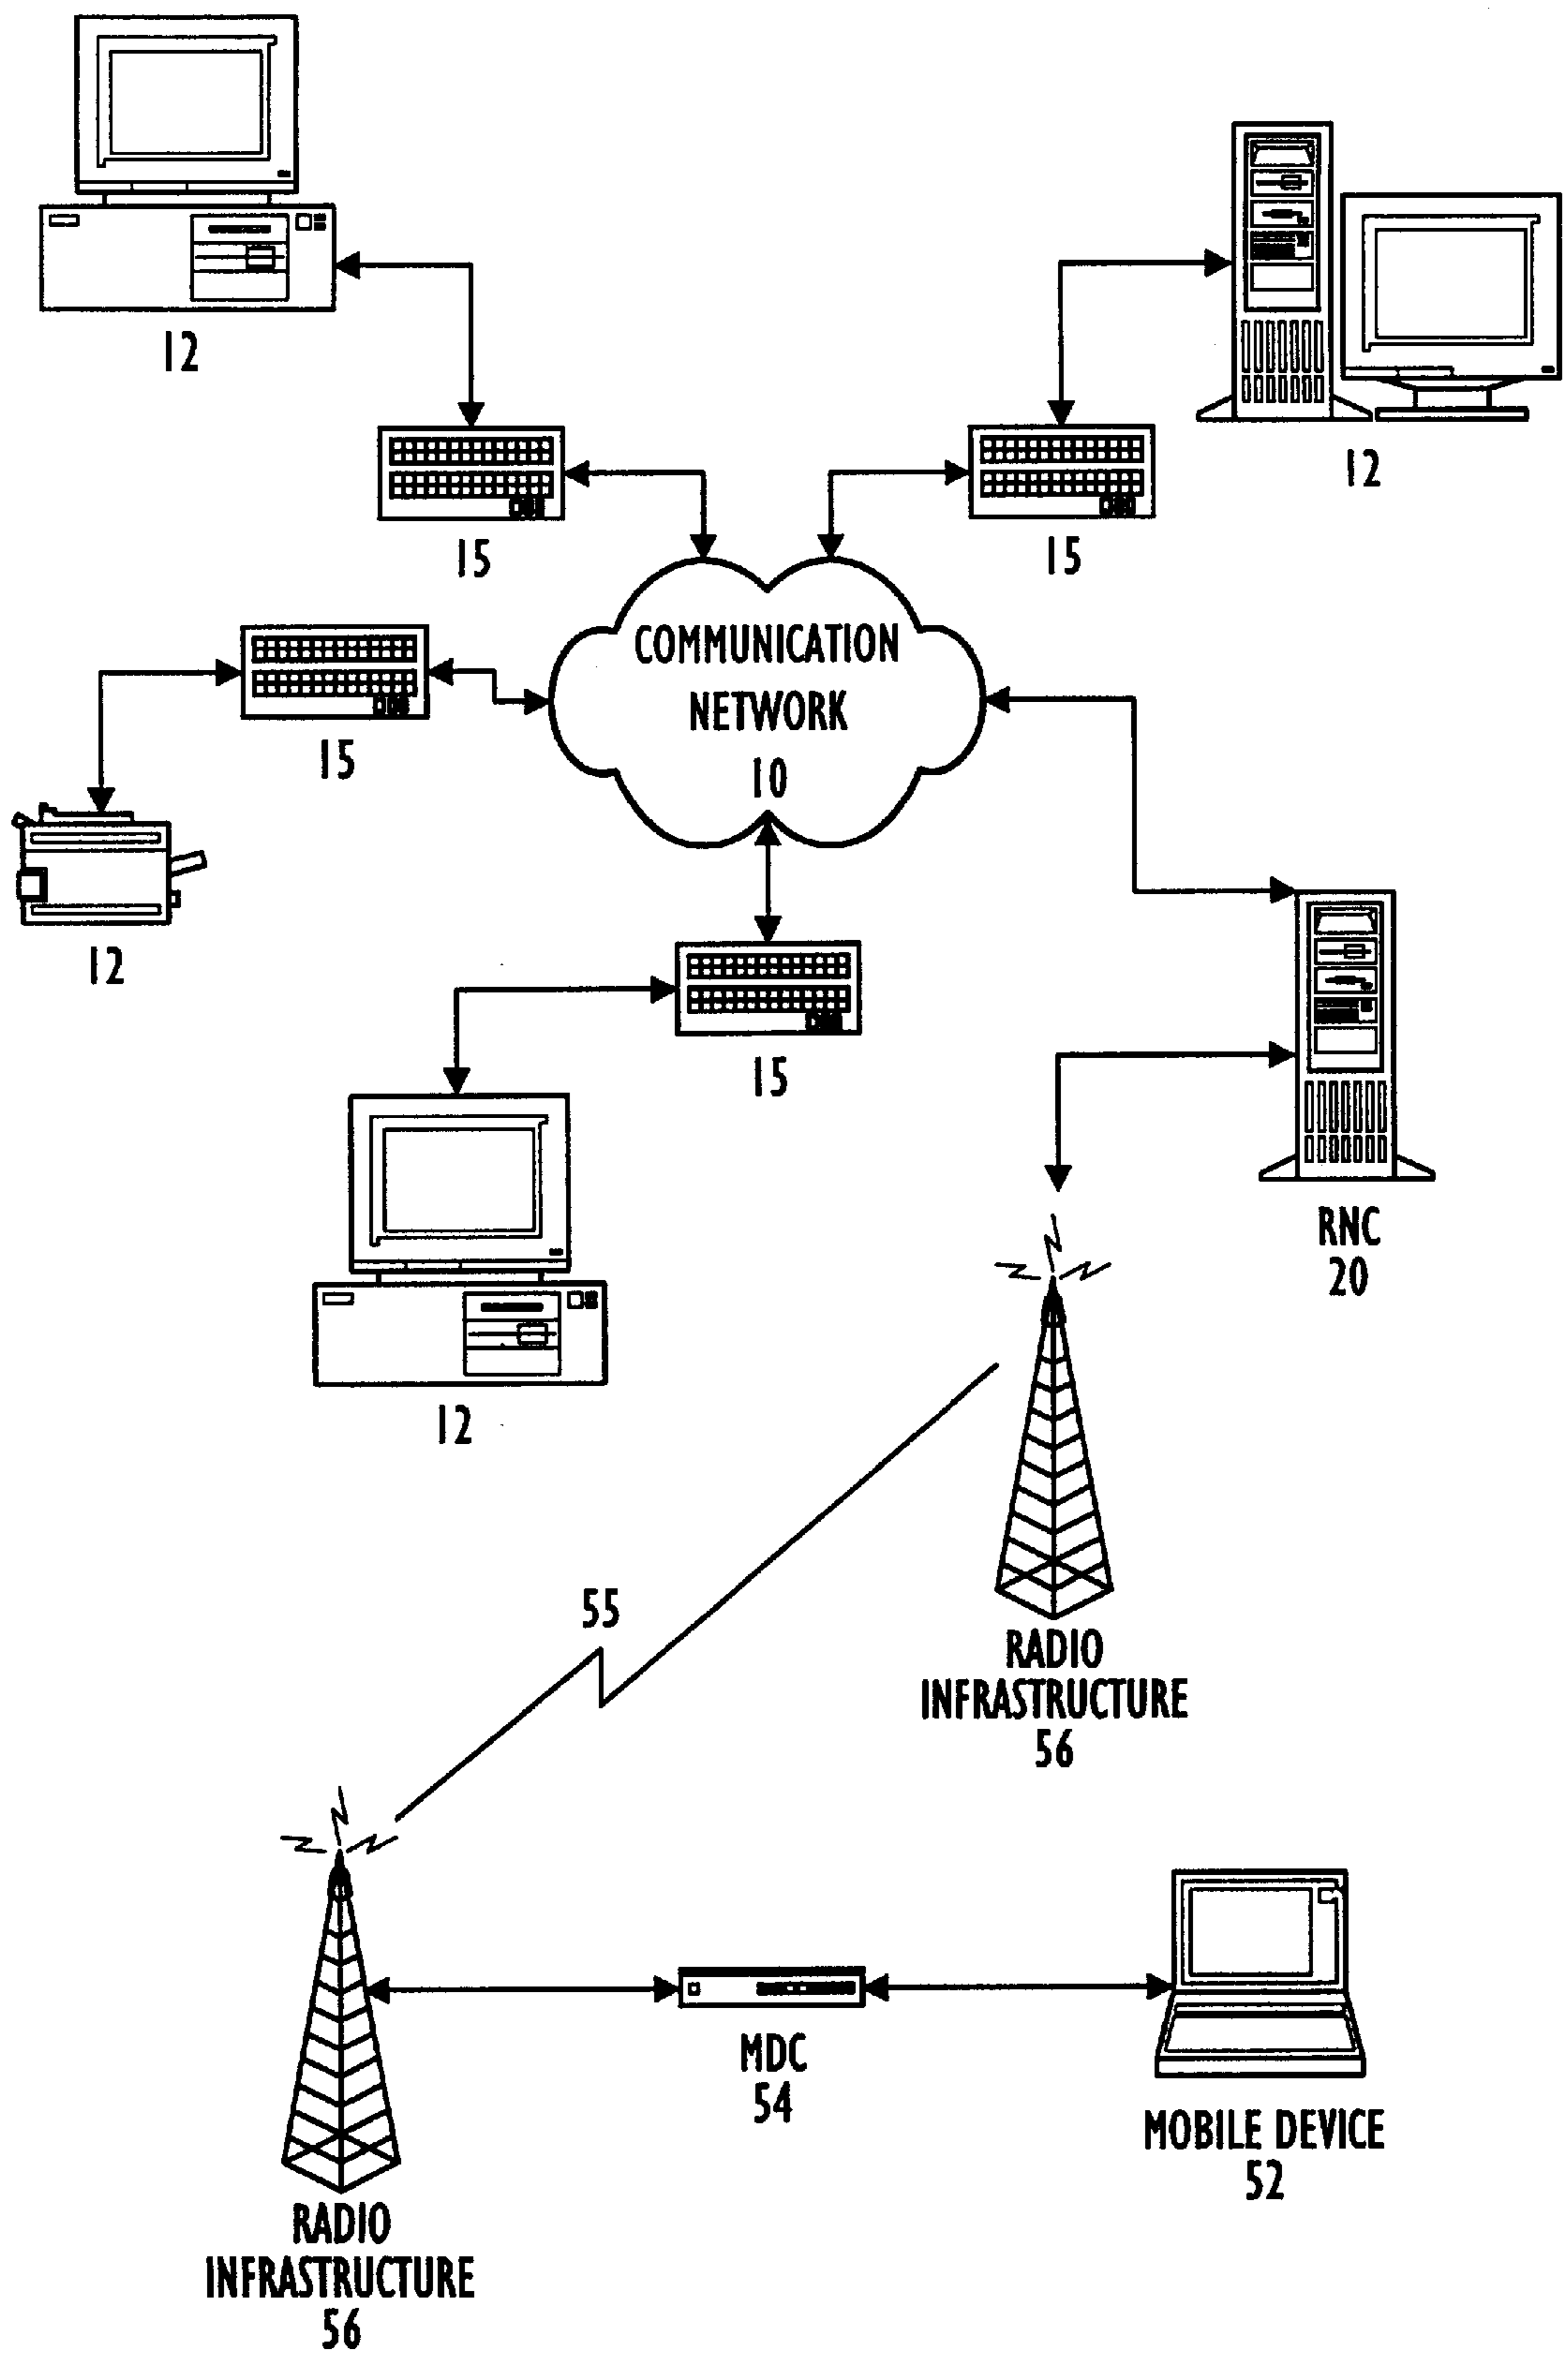 12
12
15
15
COMMUNICATION
NETWORK
10
15
12
15
RNC
20
12
55
RADIO
INFRASTRUCTURE
56
MDC
54
MOBILE DEVICE
52
RADIO
INFRASTRUCTURE
56